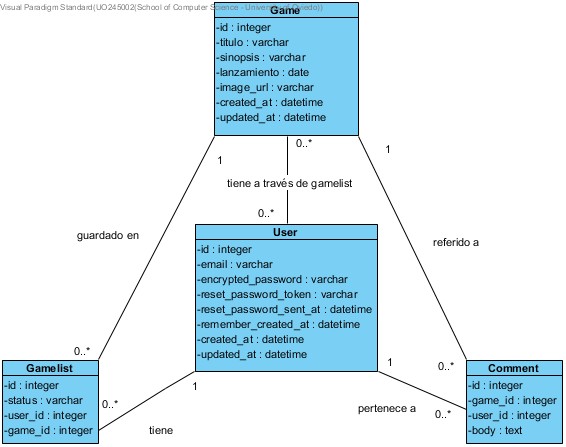 Visual Paradigm Standard(UO245002(School of Computer Science - University of Oviedo))
Game
-id : integer
-titulo : varchar
-sinopsis : varchar
-lanzamiento : date
-image_url : varchar
-created_at : datetime
-updated_at : datetime
1
0..*
1
tiene a través de gamelist
0..*
guardado en
referido a
User
-id : integer
-email : varchar
-encrypted_password : varchar
-reset_password_token : varchar
-reset_password_sent_at : datetime
-remember_created_at : datetime
-created_at : datetime
-updated_at : datetime
0..*
Gamelist
-id : integer
-status : varchar
-user_id : integer
-game_id : integer
0..*
1
tiene
1
pertenece a
0..*
0..*
Comment
-id : integer
-game_id : integer
-user_id : integer
-body : text